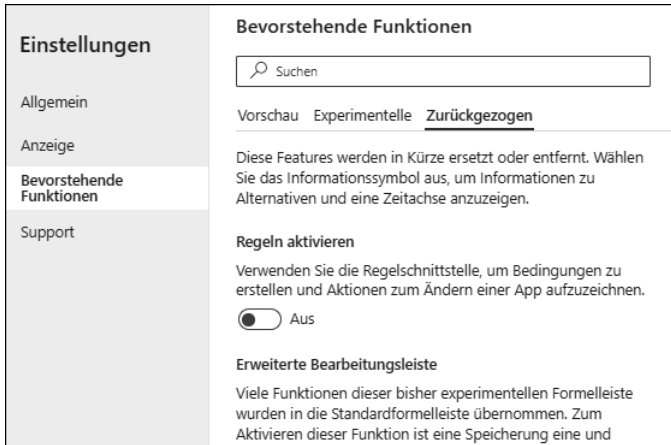 Einstellungen
Allgemein
Anzeige
Bevorstehende
Funktionen
Support
Bevorstehende Funktionen
Suchen
Vorschau Experimentelle Zurückgezogen
Diese Features werden in Kürze ersetzt oder entfernt. Wählen
Sie das Informationssymbol aus, um Informationen zu
Alternativen und eine Zeitachse anzuzeigen.
Regeln aktivieren
Verwenden Sie die Regelschnittstelle, um Bedingungen zu
erstellen und Aktionen zum Ändern einer App aufzuzeichnen.
Aus
Erweiterte Bearbeitungsleiste
Viele Funktionen dieser bisher experimentellen Formelleiste
wurden in die Standardformelleiste übernommen. Zum
Aktivieren dieser Funktion ist eine Speicherung eine und